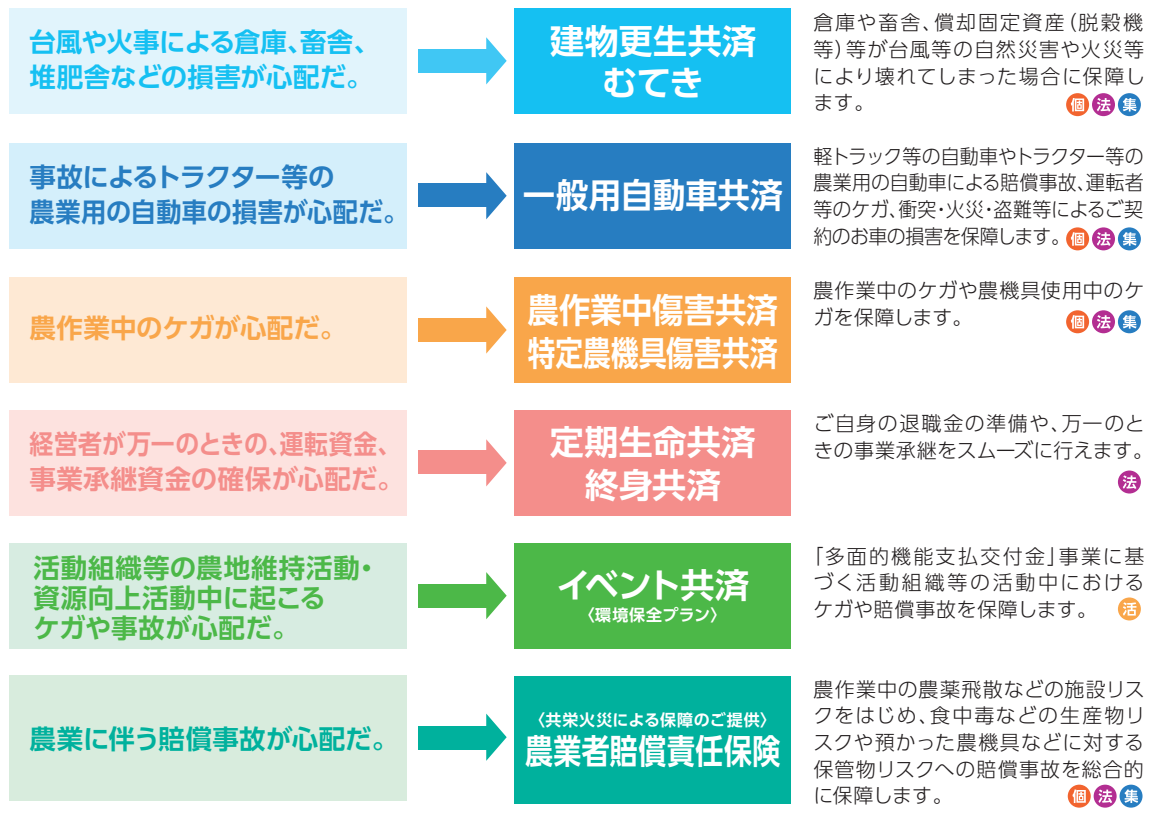 台風や火事による倉庫、畜舎、
堆肥舎などの損害が心配だ。
建物更生共済
むてき
倉庫や畜舎、償却固定資産（脱穀機
等）等が台風等の自然災害や火災等
により壊れてしまった場合に保障し
ます。 個 法 集
事故によるトラクター等の
農業用の自動車の損害が心配だ。
一般用自動車共済
軽トラック等の自動車やトラクター等の
農業用の自動車による賠償事故、運転者
等のケガ、衝突・火災・盗難等によるご契
約のお車の損害を保障します。 個 法 集
農作業中のケガが心配だ。
農作業中傷害共済
特定農機具傷害共済
農作業中のケガや農機具使用中のケ
ガを保障します。 個 法 集
経営者が万一のときの、運転資金、
事業承継資金の確保が心配だ。
定期生命共済
終身共済
ご自身の退職金の準備や、万一のと
きの事業承継をスムーズに行えます。
法
活動組織等の農地維持活動・
資源向上活動中に起こる
ケガや事故が心配だ。
イベント共済
〈環境保全プラン〉
「多面的機能支払交付金」事業に基
づく活動組織等の活動中における
ケガや賠償事故を保障します。 活
農業に伴う賠償事故が心配だ。
〈共栄火災による保障のご提供〉
農業者賠償責任保険
農作業中の農薬飛散などの施設リス
クをはじめ、食中毒などの生産物リ
スクや預かった農機具などに対する
保管物リスクへの賠償事故を総合的
に保障します。 個 法 集